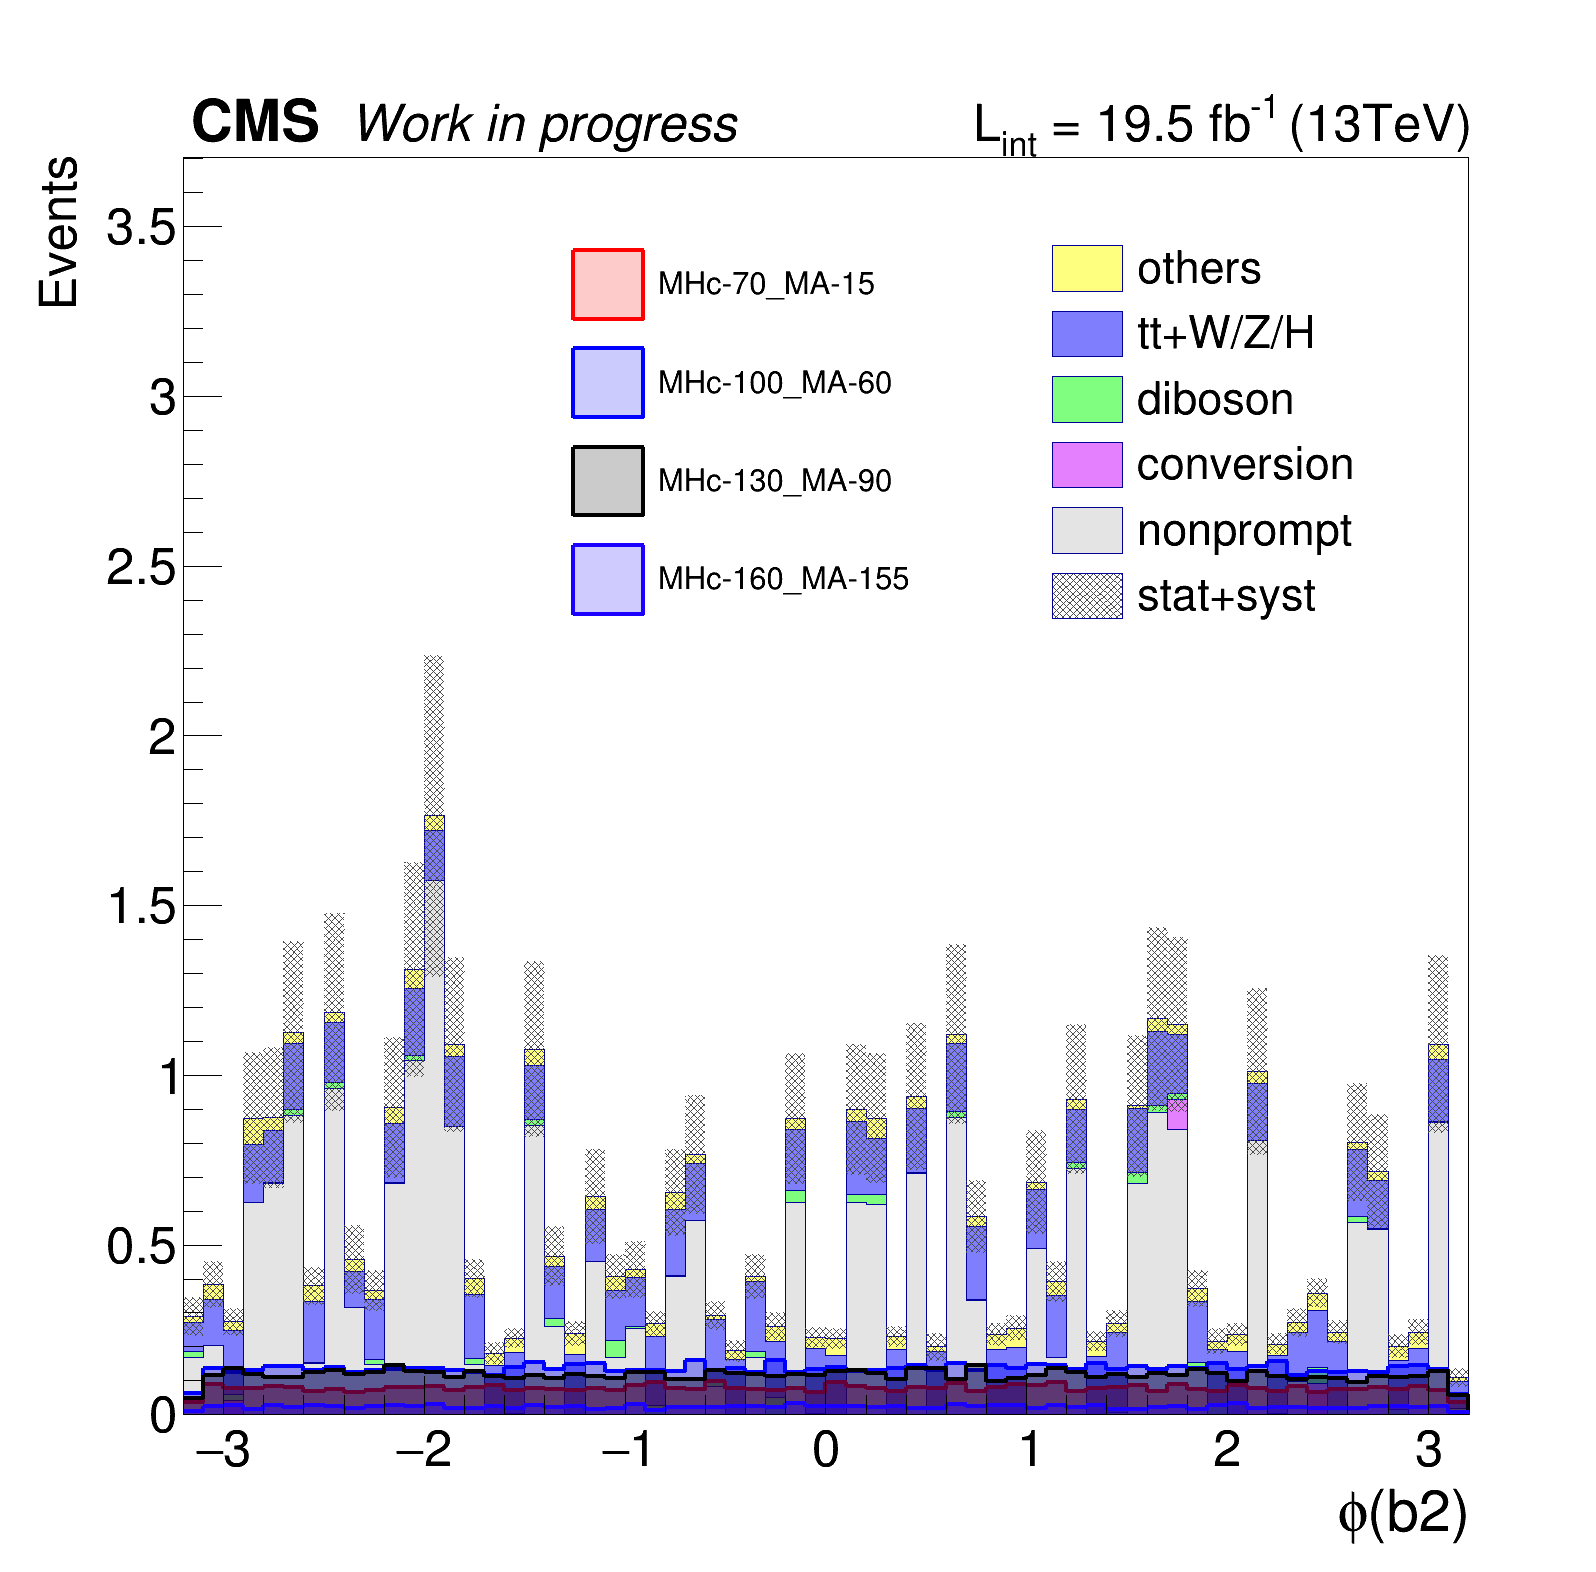 CMS Work in progress
L_int = 19.5 fb^-1 (13TeV)
Events
3.5
3
2.5
2
1.5
1
0.5
0
MHc-70_MA-15
MHc-100_MA-60
MHc-130_MA-90
MHc-160_MA-155
others
tt+W/Z/H
diboson
conversion
nonprompt
stat+syst
−3 −2 −1 0 1 2 3
ϕ(b2)